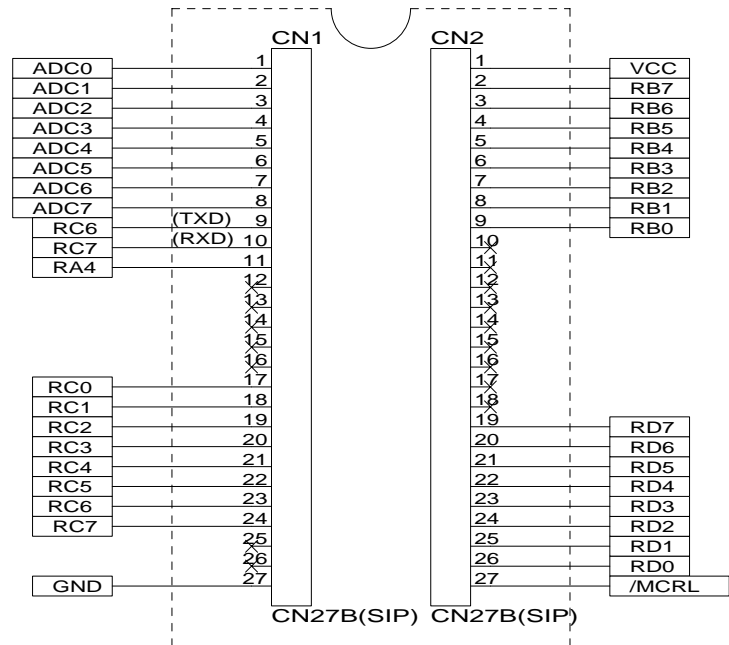 CN1 CN2
ADC0 1 1 VCC
ADC1 2 2 RB7
ADC2 3 3 RB6
ADC3 4 4 RB5
ADC4 5 5 RB4
ADC5 6 6 RB3
ADC6 7 7 RB2
ADC7 8 8 RB1
RC6 (TXD) 9 9 RB0
RC7 (RXD) 10 10
RA4 11 11
12 12
13 13
14 14
15 15
16 16
RC0 17 17
RC1 18 18
RC2 19 19 RD7
RC3 20 20 RD6
RC4 21 21 RD5
RC5 22 22 RD4
RC6 23 23 RD3
RC7 24 24 RD2
25 25 RD1
26 26 RD0
GND 27 27 /MCRL
CN27B(SIP) CN27B(SIP)